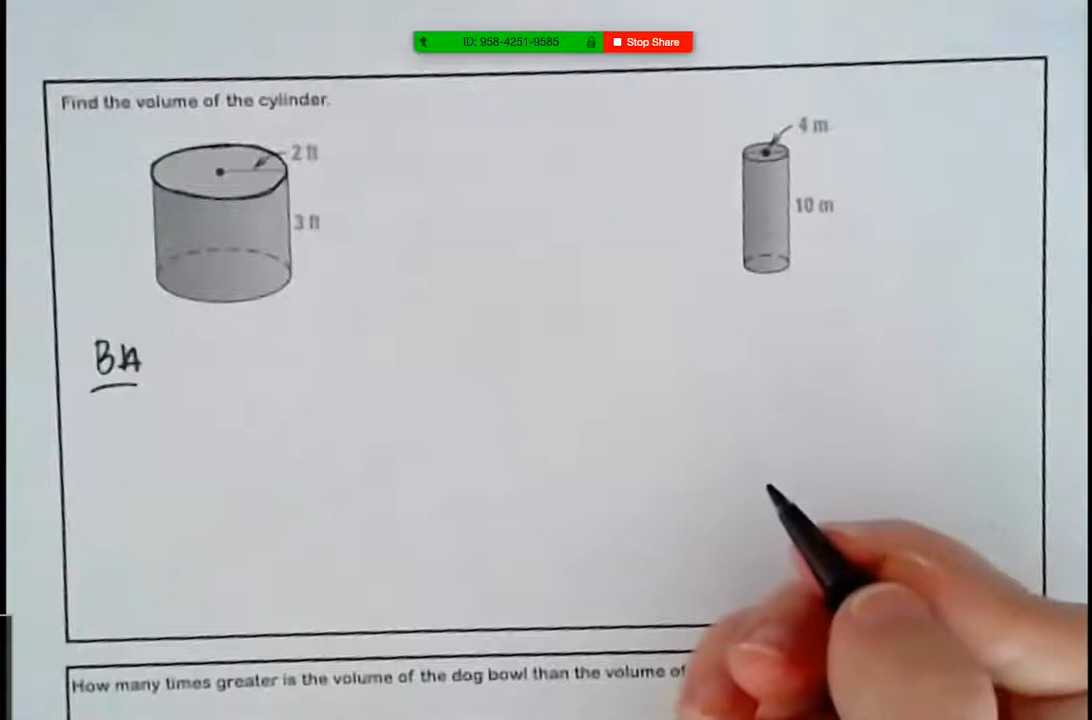 ID: 958-4251-9585
Stop Share
Find the volume of the cylinder.
2 ft
3 ft
4 m
10 m
BA
How many times greater is the volume of the dog bowl than the volume of